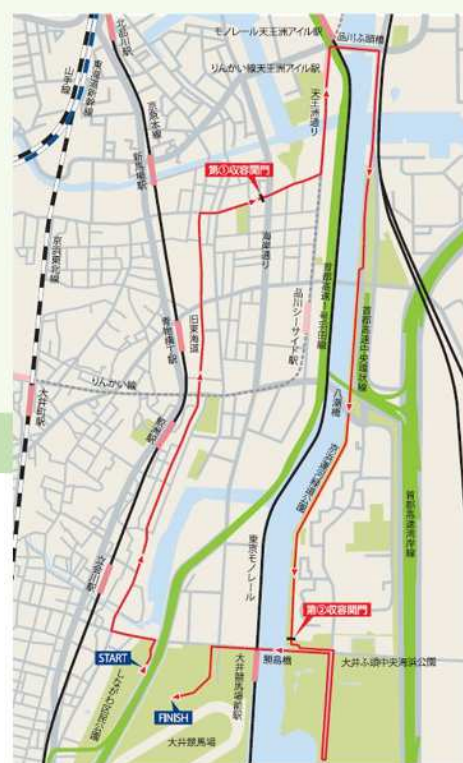 モノレール天王洲アイル駅
品川ふ頭橋
北品川駅
りんかい線天王洲アイル駅
東海道新幹線
山手線
京急本線
天王洲通り
新馬場駅
第①収容関門
海岸通り
京浜東北線
首都高速1号羽田線
品川シーサイド駅
旧東海道
青物横丁駅
首都高速中央環状線
りんかい線
大井町駅
八潮橋
鮫洲駅
京浜運河緑道公園
首都高速湾岸線
東京モノレール
立会川駅
第②収容関門
START
勝島橋
大井ふ頭中央海浜公園
しながわ区民公園
大井競馬場前駅
FINISH
大井競馬場